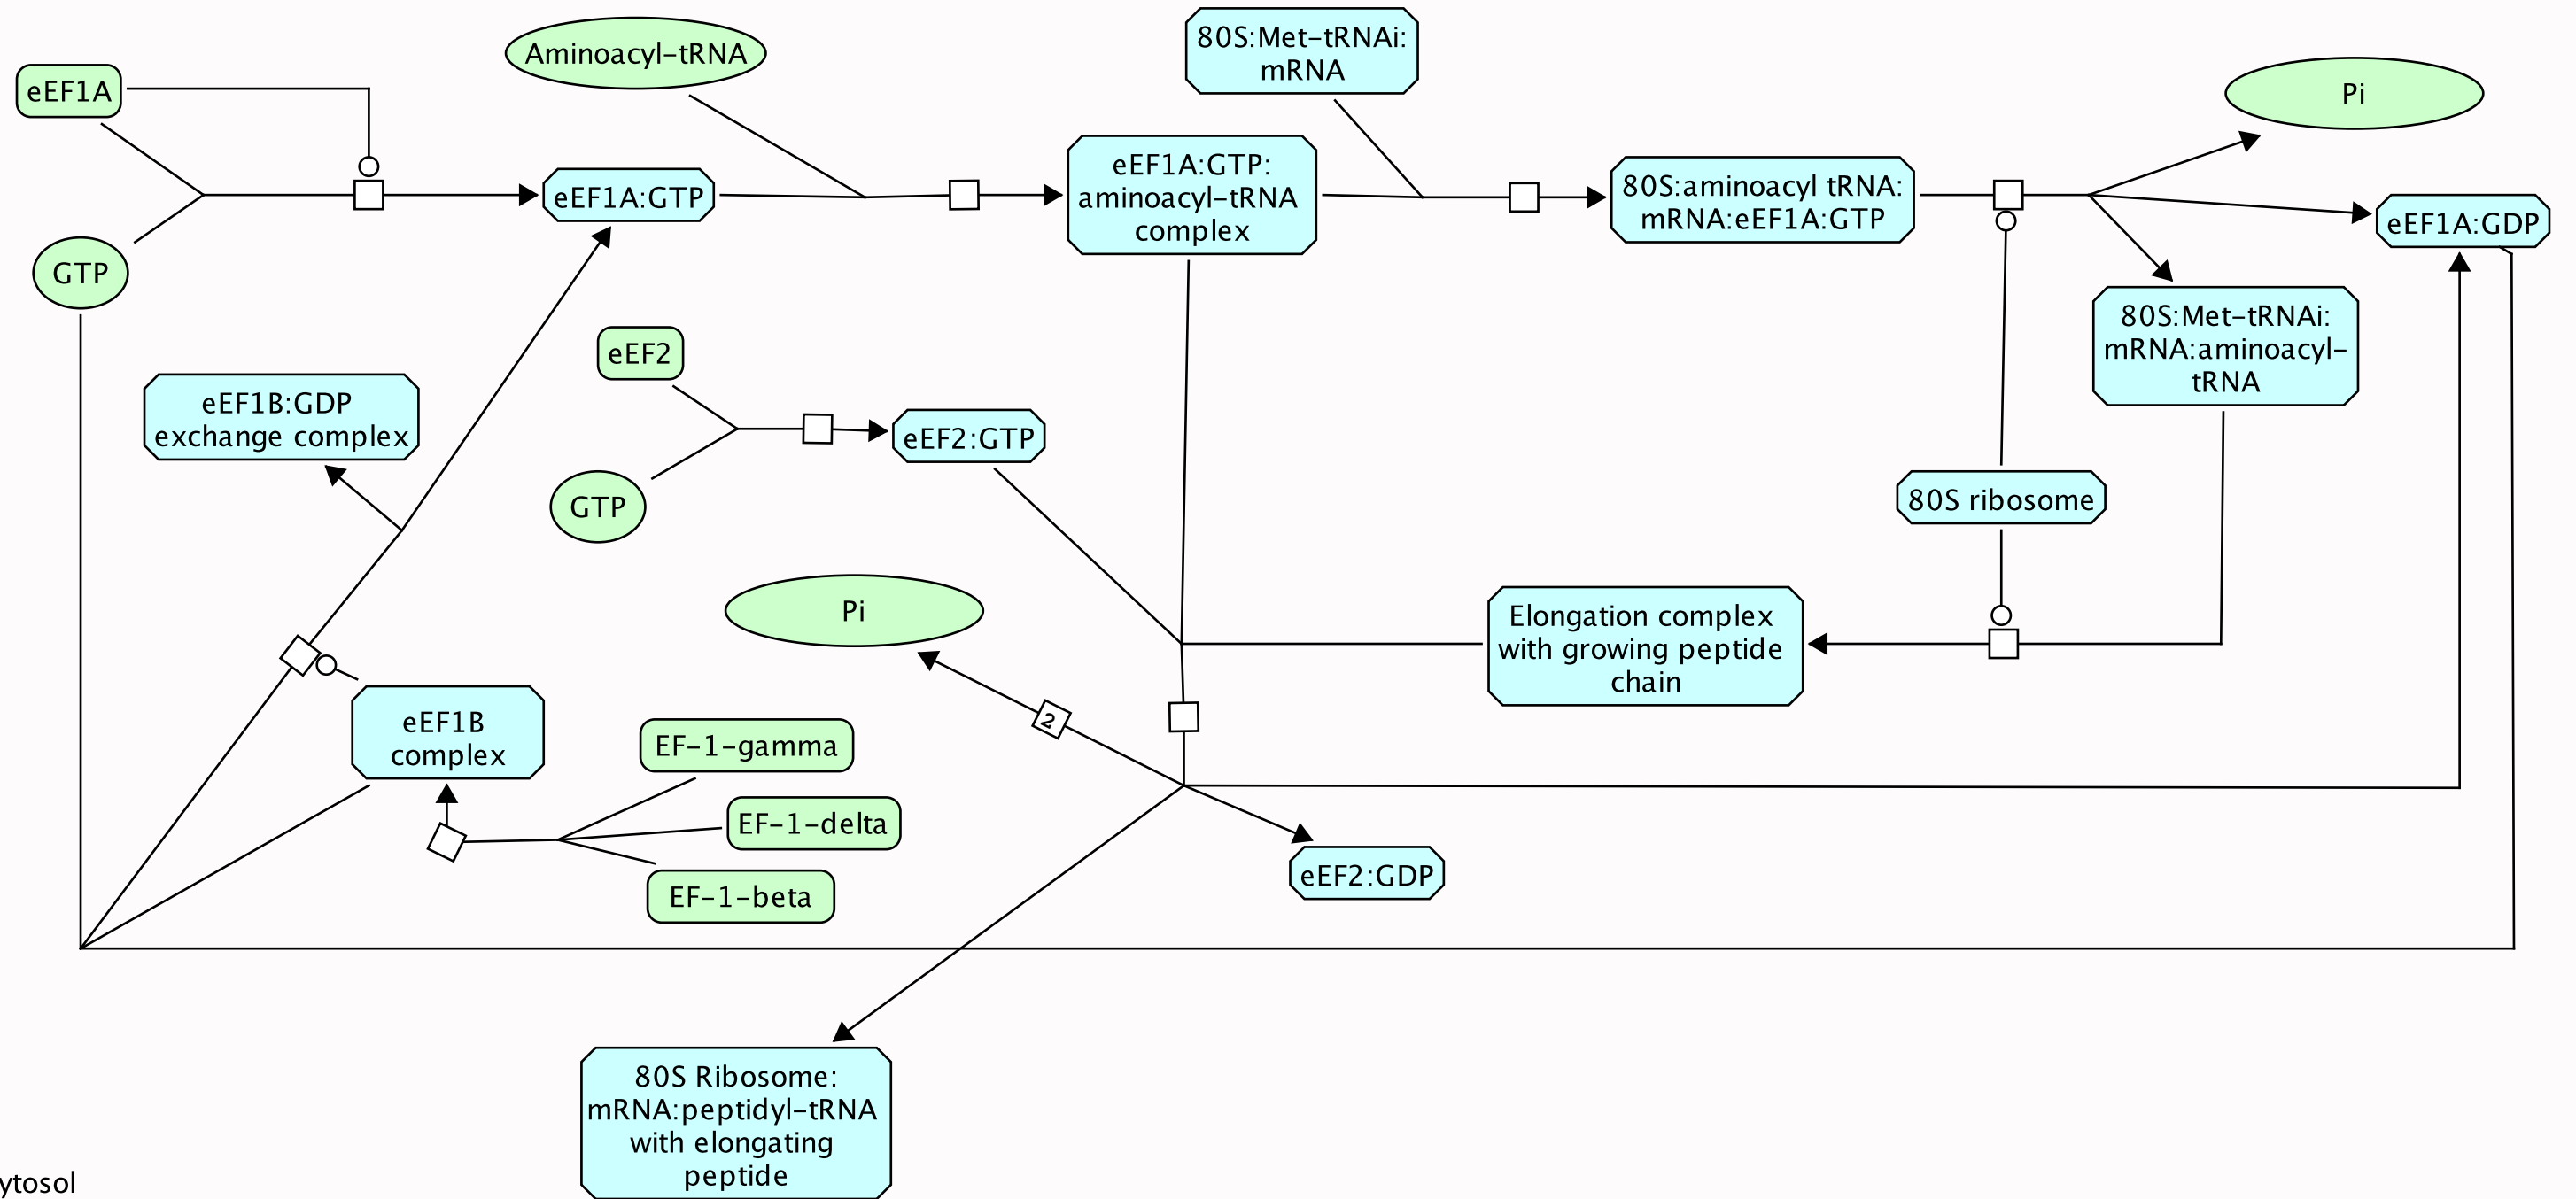 Aminoacyl-tRNA
80S:Met-tRNAi:
mRNA
eEF1A
Pi
eEF1A:GTP
eEF1A:GTP:
aminoacyl-tRNA
complex
80S:aminoacyl tRNA:
mRNA:eEF1A:GTP
eEF1A:GDP
GTP
80S:Met-tRNAi:
mRNA:aminoacyl-
tRNA
eEF2
eEF1B:GDP
exchange complex
eEF2:GTP
GTP
80S ribosome
Pi
Elongation complex
with growing peptide
chain
eEF1B
complex
2
EF-1-gamma
EF-1-delta
EF-1-beta
eEF2:GDP
80S Ribosome:
mRNA:peptidyl-tRNA
with elongating
peptide
ytosol